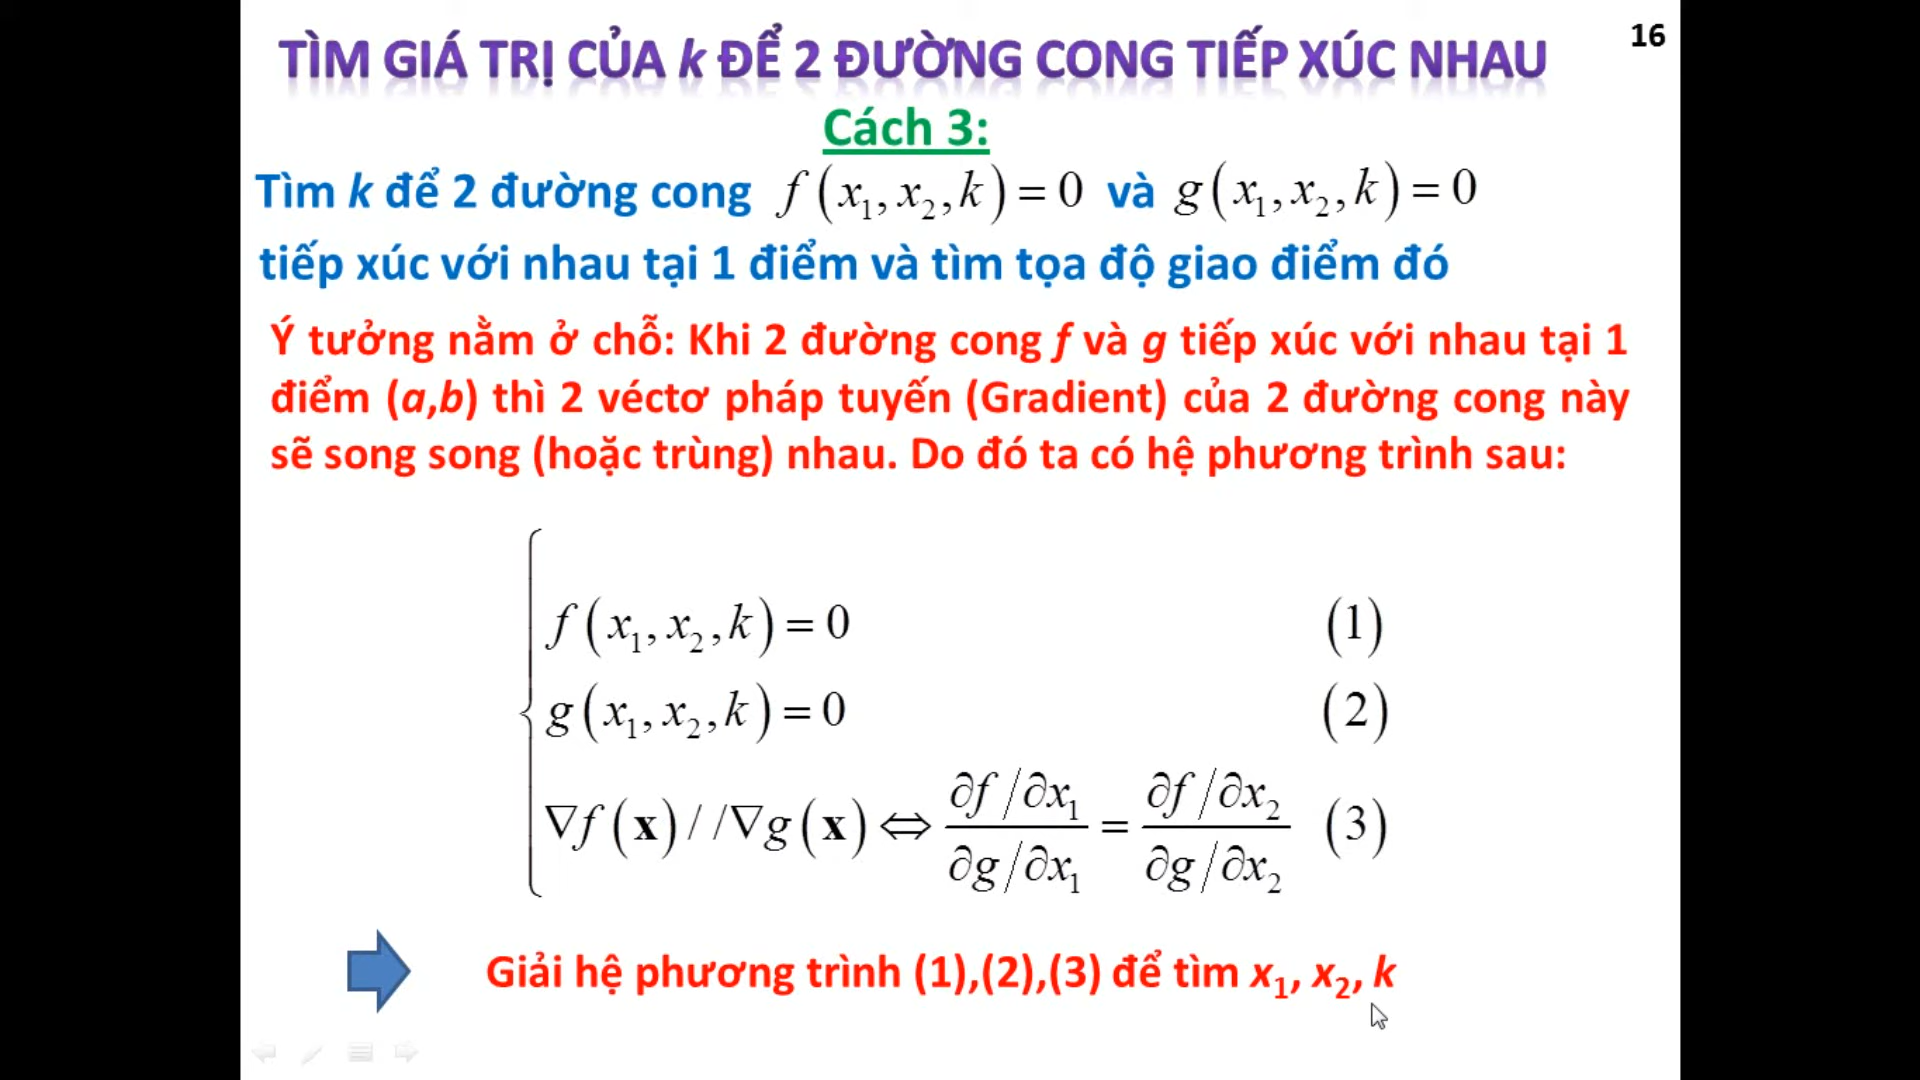 16
TÌM GIÁ TRỊ CỦA k ĐỂ 2 ĐƯỜNG CONG TIẾP XÚC NHAU
Cách 3:
Tìm k để 2 đường cong f(x₁, x₂, k) = 0 và g(x₁, x₂, k) = 0
tiếp xúc với nhau tại 1 điểm và tìm tọa độ giao điểm đó
Ý tưởng nằm ở chỗ: Khi 2 đường cong f và g tiếp xúc với nhau tại 1
điểm (a,b) thì 2 véctơ pháp tuyến (Gradient) của 2 đường cong này
sẽ song song (hoặc trùng) nhau. Do đó ta có hệ phương trình sau:
f(x₁, x₂, k) = 0 (1)
g(x₁, x₂, k) = 0 (2)
∇f(x)//∇g(x) ⇔ (∂f/∂x₁)/(∂g/∂x₁) = (∂f/∂x₂)/(∂g/∂x₂) (3)
Giải hệ phương trình (1),(2),(3) để tìm x₁, x₂, k